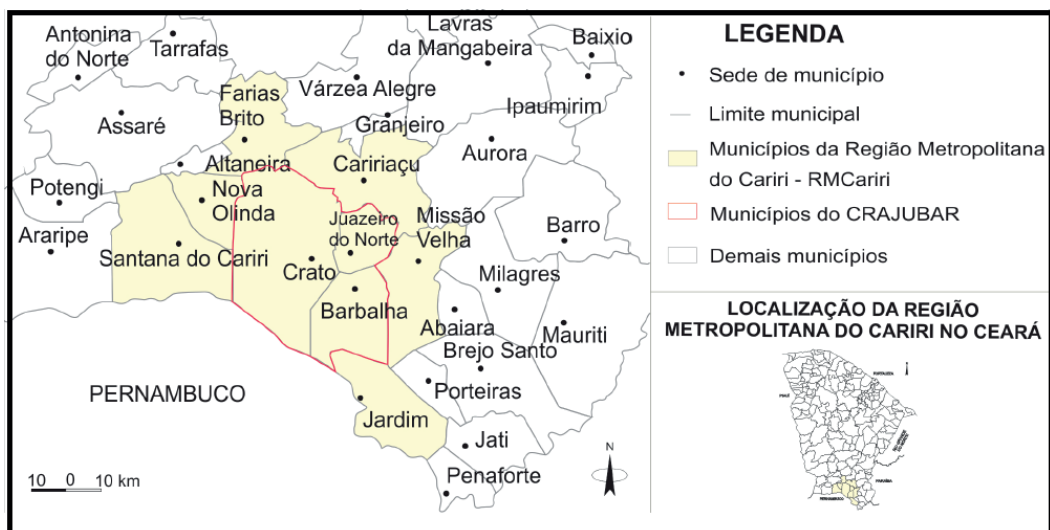 Antonina
do Norte
Tarrafas
Lavras
da Mangabeira
Baixio
Várzea Alegre
Ipaumirim
Farias
Brito
Assaré
Granjeiro
Aurora
Altaneira
Caririaçu
Potengi
Nova
Olinda
Juazeiro
do Norte
Missão
Velha
Araripe
Barro
Santana do Cariri
Crato
Milagres
Barbalha
Abaiara
Mauriti
Brejo Santo
PERNAMBUCO
Porteiras
Jardim
Jati
Penaforte
10 0 10 km
N
LEGENDA
Sede de município
Limite municipal
Municípios da Região Metropolitana
do Cariri - RMCariri
Municípios do CRAJUBAR
Demais municípios
LOCALIZAÇÃO DA REGIÃO
METROPOLITANA DO CARIRI NO CEARÁ
PIAUÍ
PERNAMBUCO
PARAÍBA